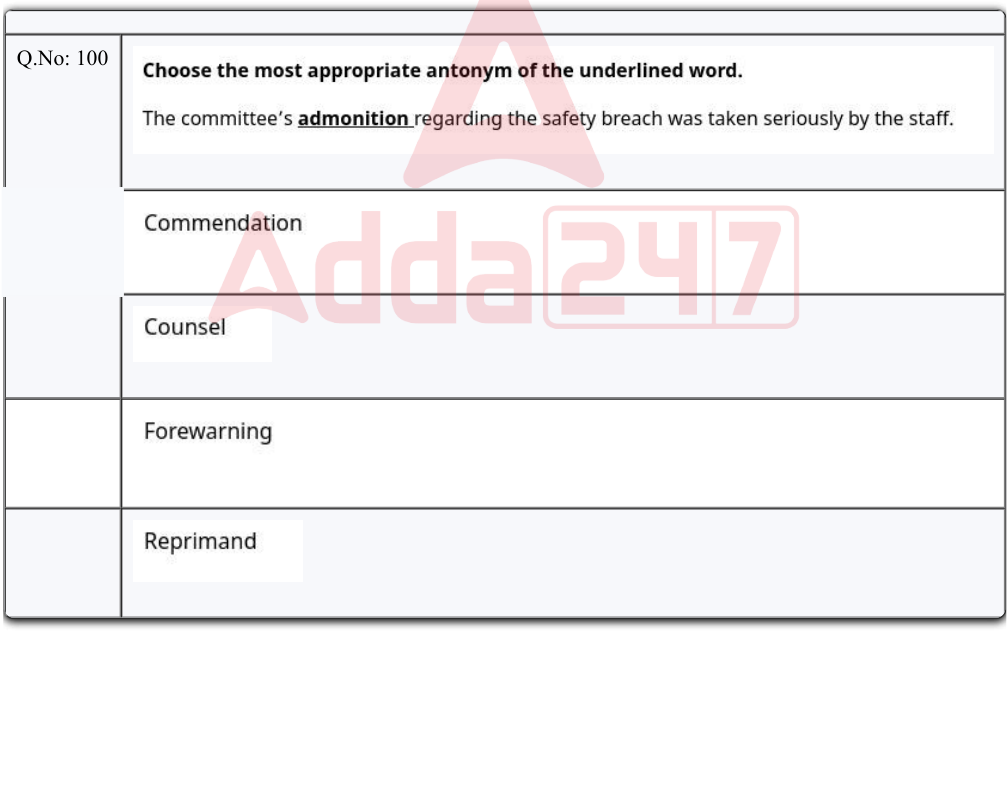 Q.No: 100
Choose the most appropriate antonym of the underlined word.
The committee’s admonition regarding the safety breach was taken seriously by the staff.
Commendation
Adda247
Counsel
Forewarning
Reprimand